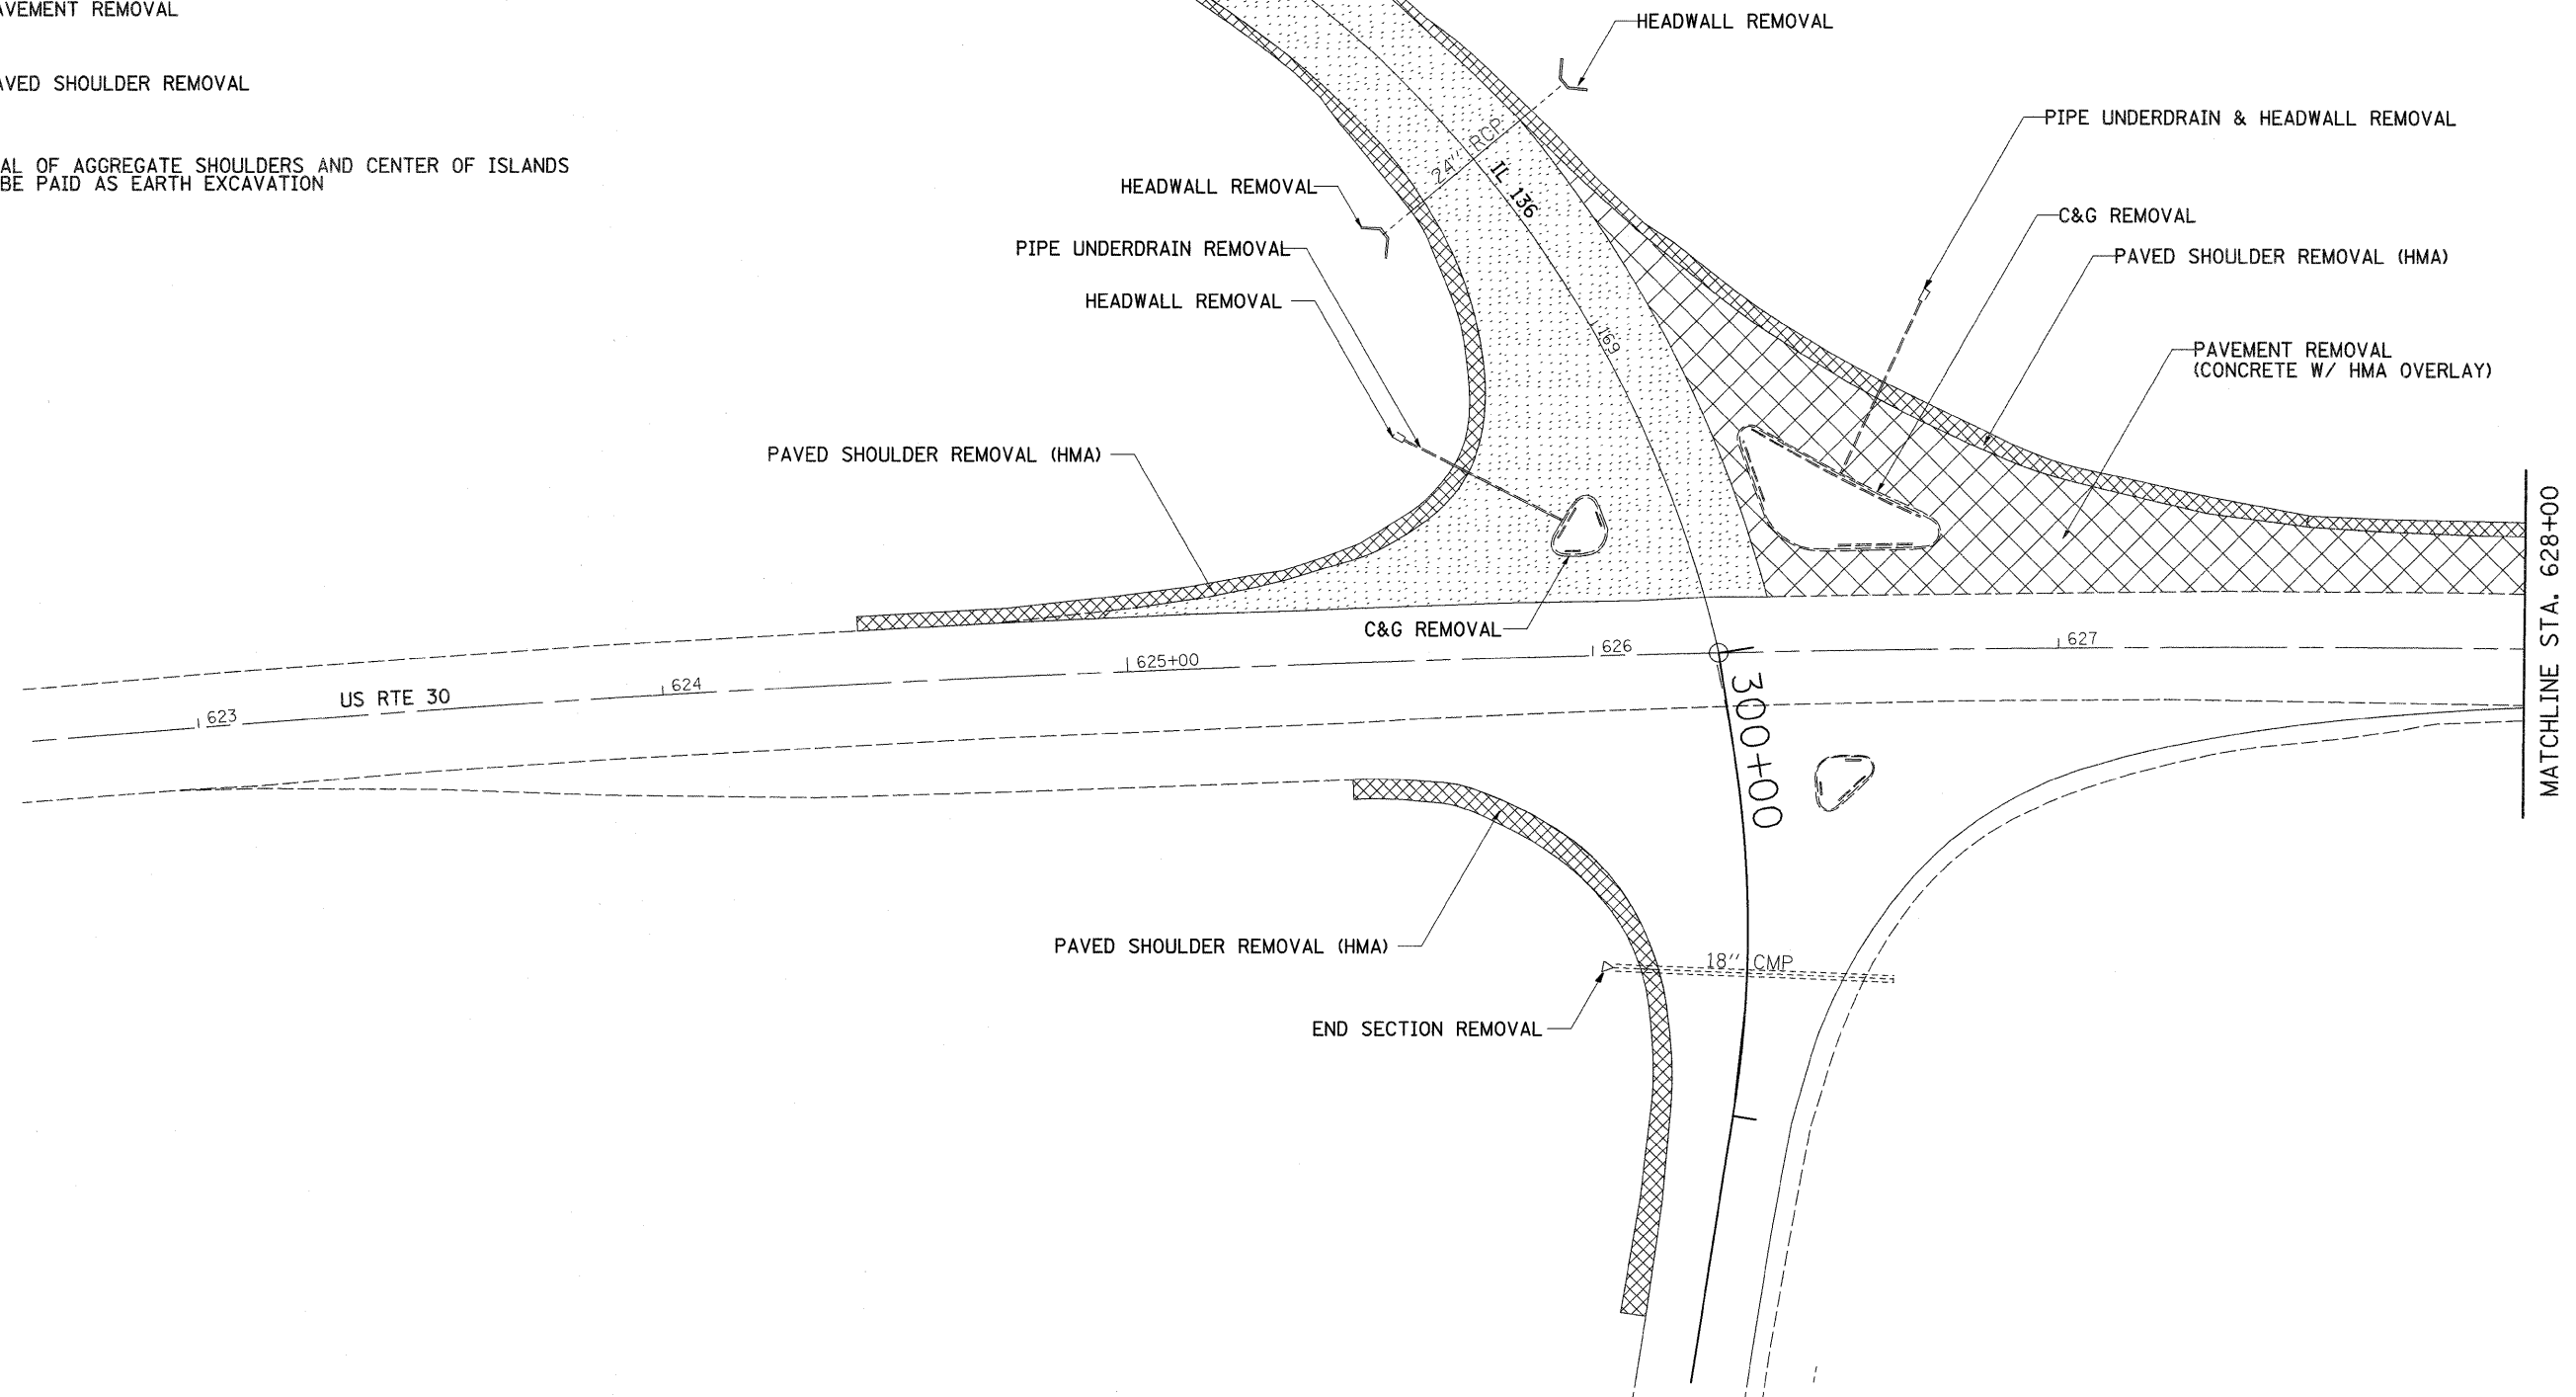 AVEMENT REMOVAL
AVED SHOULDER REMOVAL
AL OF AGGREGATE SHOULDERS AND CENTER OF ISLANDS
BE PAID AS EARTH EXCAVATION
HEADWALL REMOVAL
PIPE UNDERDRAIN & HEADWALL REMOVAL
24" RCP
HEADWALL REMOVAL
IL 136
C&G REMOVAL
PIPE UNDERDRAIN REMOVAL
PAVED SHOULDER REMOVAL (HMA)
HEADWALL REMOVAL
169
PAVEMENT REMOVAL
(CONCRETE W/ HMA OVERLAY)
PAVED SHOULDER REMOVAL (HMA)
MATCHLINE STA. 628+00
C&G REMOVAL
623
US RTE 30
624
625+00
626
627
300+00
PAVED SHOULDER REMOVAL (HMA)
18" CMP
END SECTION REMOVAL